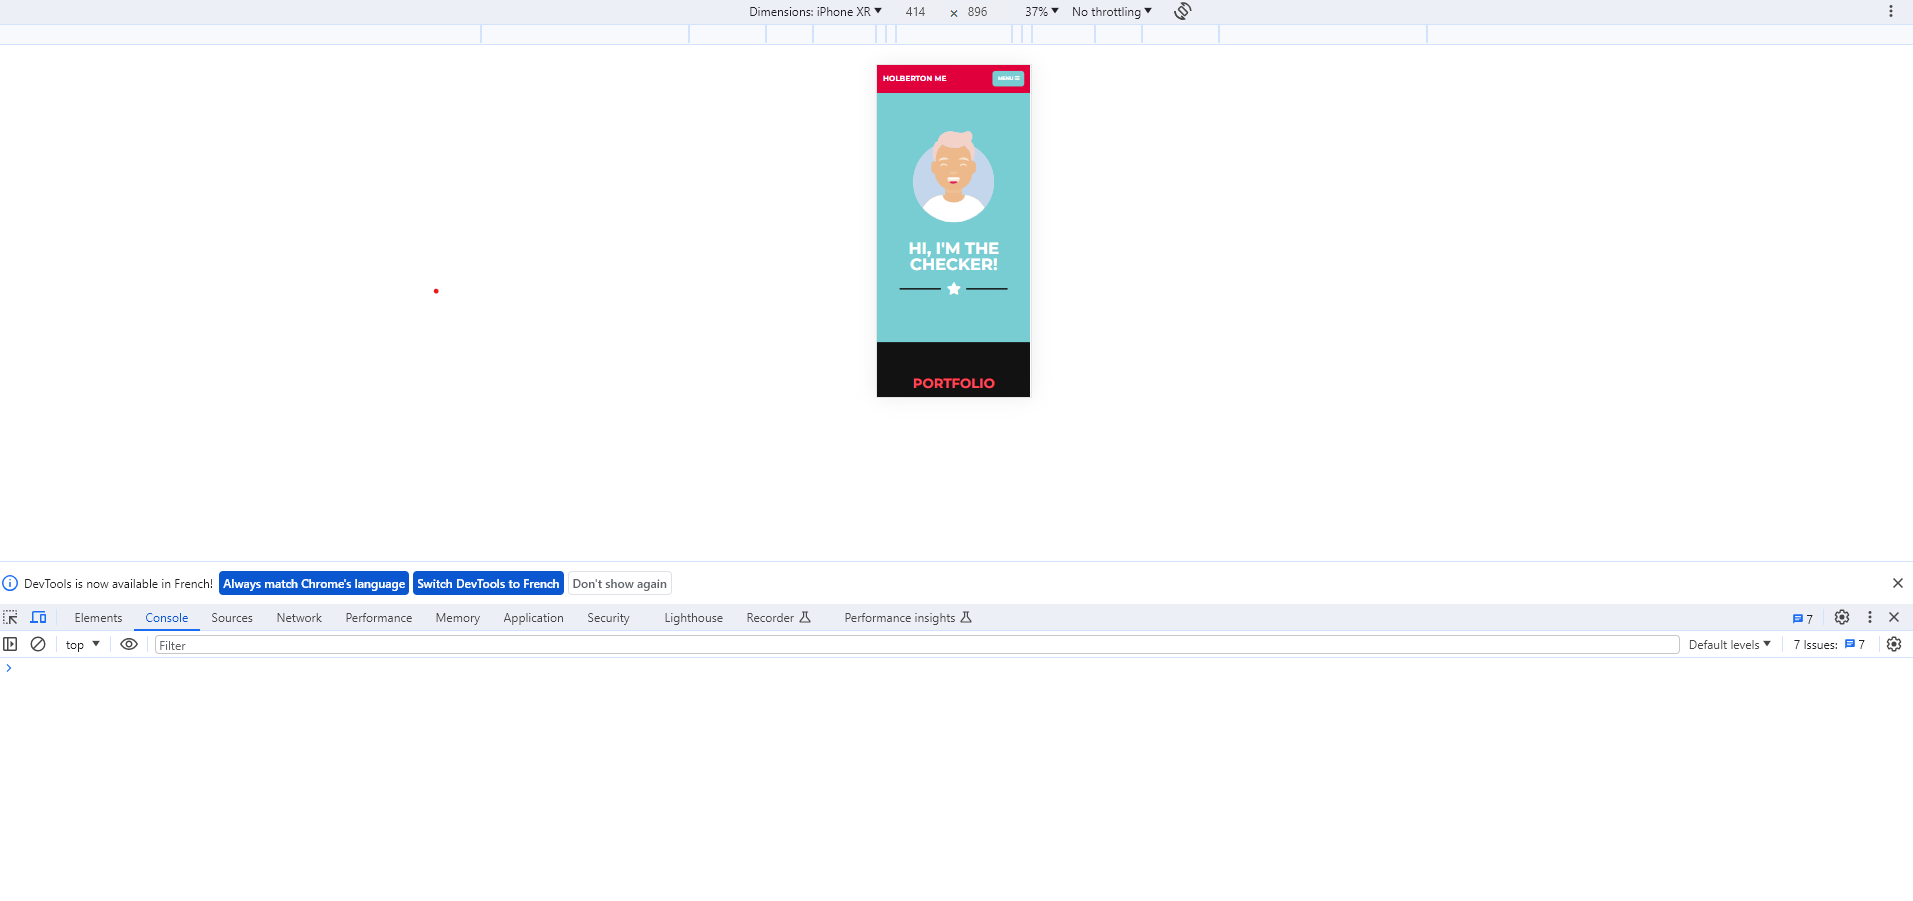 Dimensions: iPhone XR 414 × 896 37% No throttling
HOLBERTON ME MENU
HI, I'M THE
CHECKER!
PORTFOLIO
DevTools is now available in French! Always match Chrome's language Switch DevTools to French Don't show again
Elements Console Sources Network Performance Memory Application Security Lighthouse Recorder Performance insights 7
top Filter Default levels 7 Issues: 7